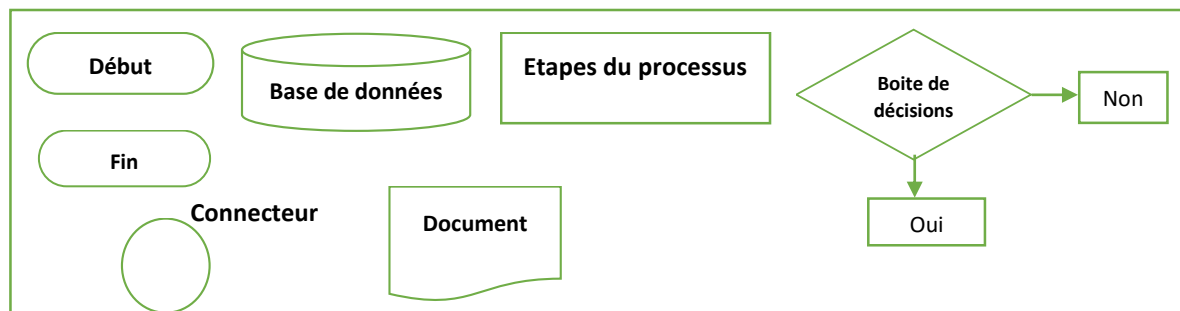 Début
Base de données
Etapes du processus
Boite de
décisions
Non
Fin
Connecteur
Document
Oui